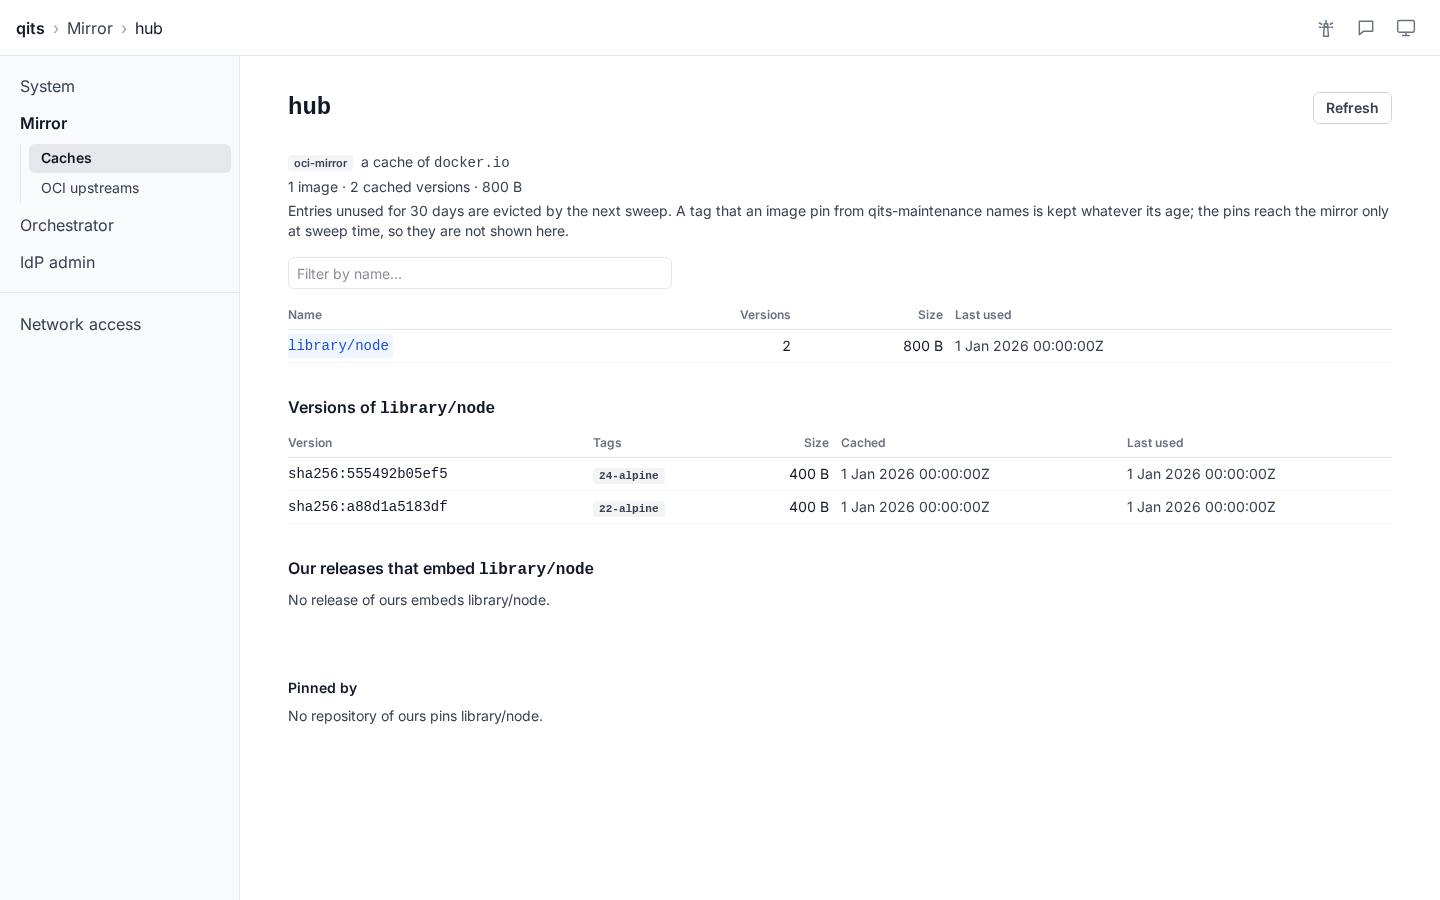 qits › Mirror › hub
System
Mirror
Caches
OCI upstreams
Orchestrator
IdP admin
Network access
hub
Refresh
oci-mirror a cache of docker.io
1 image · 2 cached versions · 800 B
Entries unused for 30 days are evicted by the next sweep. A tag that an image pin from qits-maintenance names is kept whatever its age; the pins reach the mirror only
at sweep time, so they are not shown here.
Filter by name...
Name Versions Size Last used
library/node 2 800 B 1 Jan 2026 00:00:00Z
Versions of library/node
Version Tags Size Cached Last used
sha256:555492b05ef5 24-alpine 400 B 1 Jan 2026 00:00:00Z 1 Jan 2026 00:00:00Z
sha256:a88d1a5183df 22-alpine 400 B 1 Jan 2026 00:00:00Z 1 Jan 2026 00:00:00Z
Our releases that embed library/node
No release of ours embeds library/node.
Pinned by
No repository of ours pins library/node.